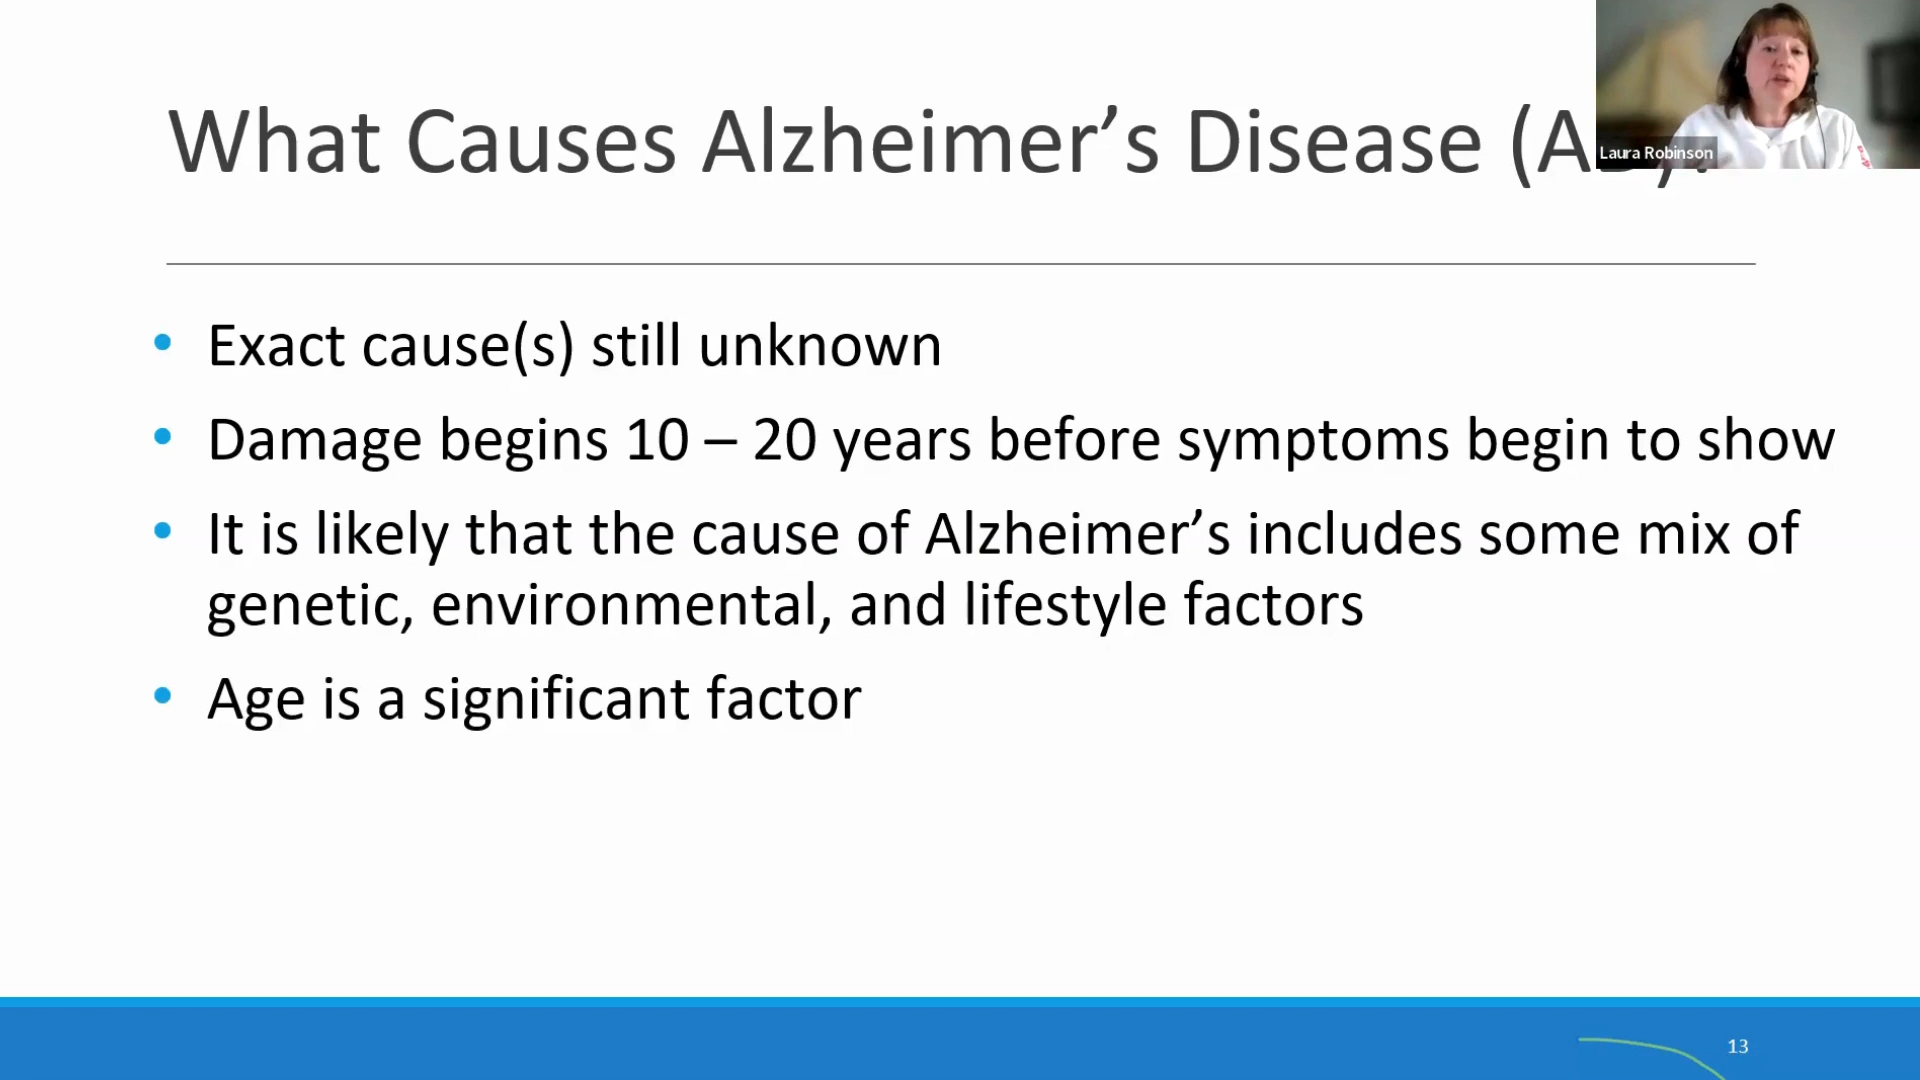 What Causes Alzheimer’s Disease (A
Laura Robinson
• Exact cause(s) still unknown
• Damage begins 10 – 20 years before symptoms begin to show
• It is likely that the cause of Alzheimer’s includes some mix of
genetic, environmental, and lifestyle factors
• Age is a significant factor
13